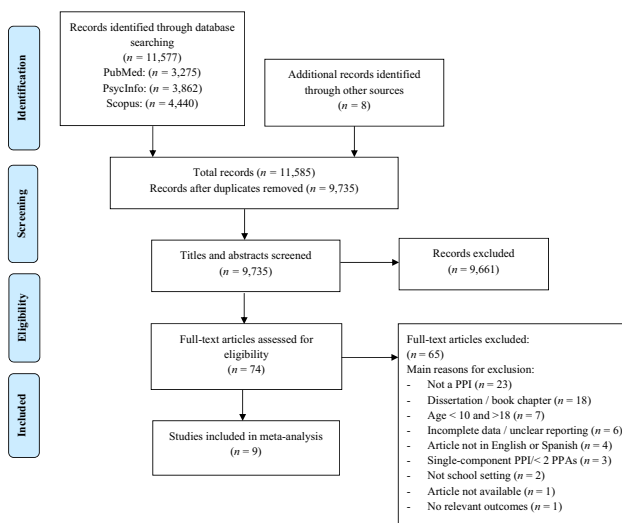 Identification
Records identified through database
searching
(n = 11,577)
PubMed: (n = 3,275)
PsycInfo: (n = 3,862)
Scopus: (n = 4,440)
Additional records identified
through other sources
(n = 8)
Screening
Total records (n = 11,585)
Records after duplicates removed (n = 9,735)
Titles and abstracts screened
(n = 9,735)
Records excluded
(n = 9,661)
Eligibility
Full-text articles assessed for
eligibility
(n = 74)
Full-text articles excluded:
(n = 65)
Main reasons for exclusion:
- Not a PPI (n = 23)
- Dissertation / book chapter (n = 18)
- Age < 10 and >18 (n = 7)
- Incomplete data / unclear reporting (n = 6)
- Article not in English or Spanish (n = 4)
- Single-component PPI/< 2 PPAs (n = 3)
- Not school setting (n = 2)
- Article not available (n = 1)
- No relevant outcomes (n = 1)
Included
Studies included in meta-analysis
(n = 9)